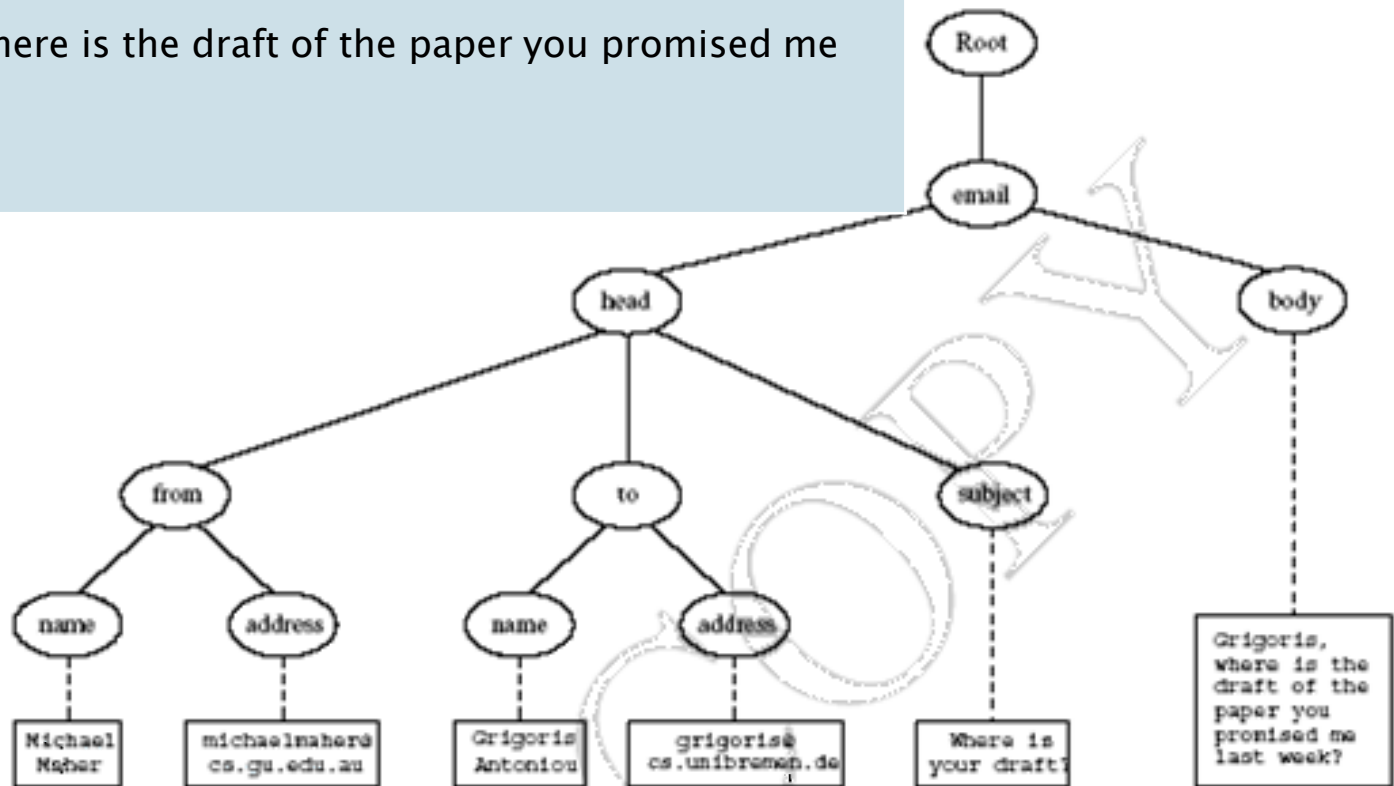 here is the draft of the paper you promised me
Root
email
head
body
from
to
subject
name
address
name
address
Michael
Maher
michaelmaher@
cs.gu.edu.au
Grigoris
Antoniou
grigoris@
cs.unibremen.de
Where is
your draft?
Grigoris,
where is the
draft of the
paper you
promised me
last week?
COPY